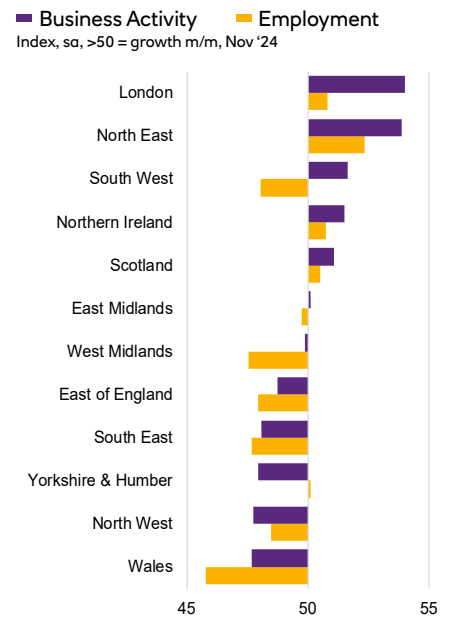 Business Activity Employment
Index, sa, >50 = growth m/m, Nov ‘24
London
North East
South West
Northern Ireland
Scotland
East Midlands
West Midlands
East of England
South East
Yorkshire & Humber
North West
Wales
45 50 55